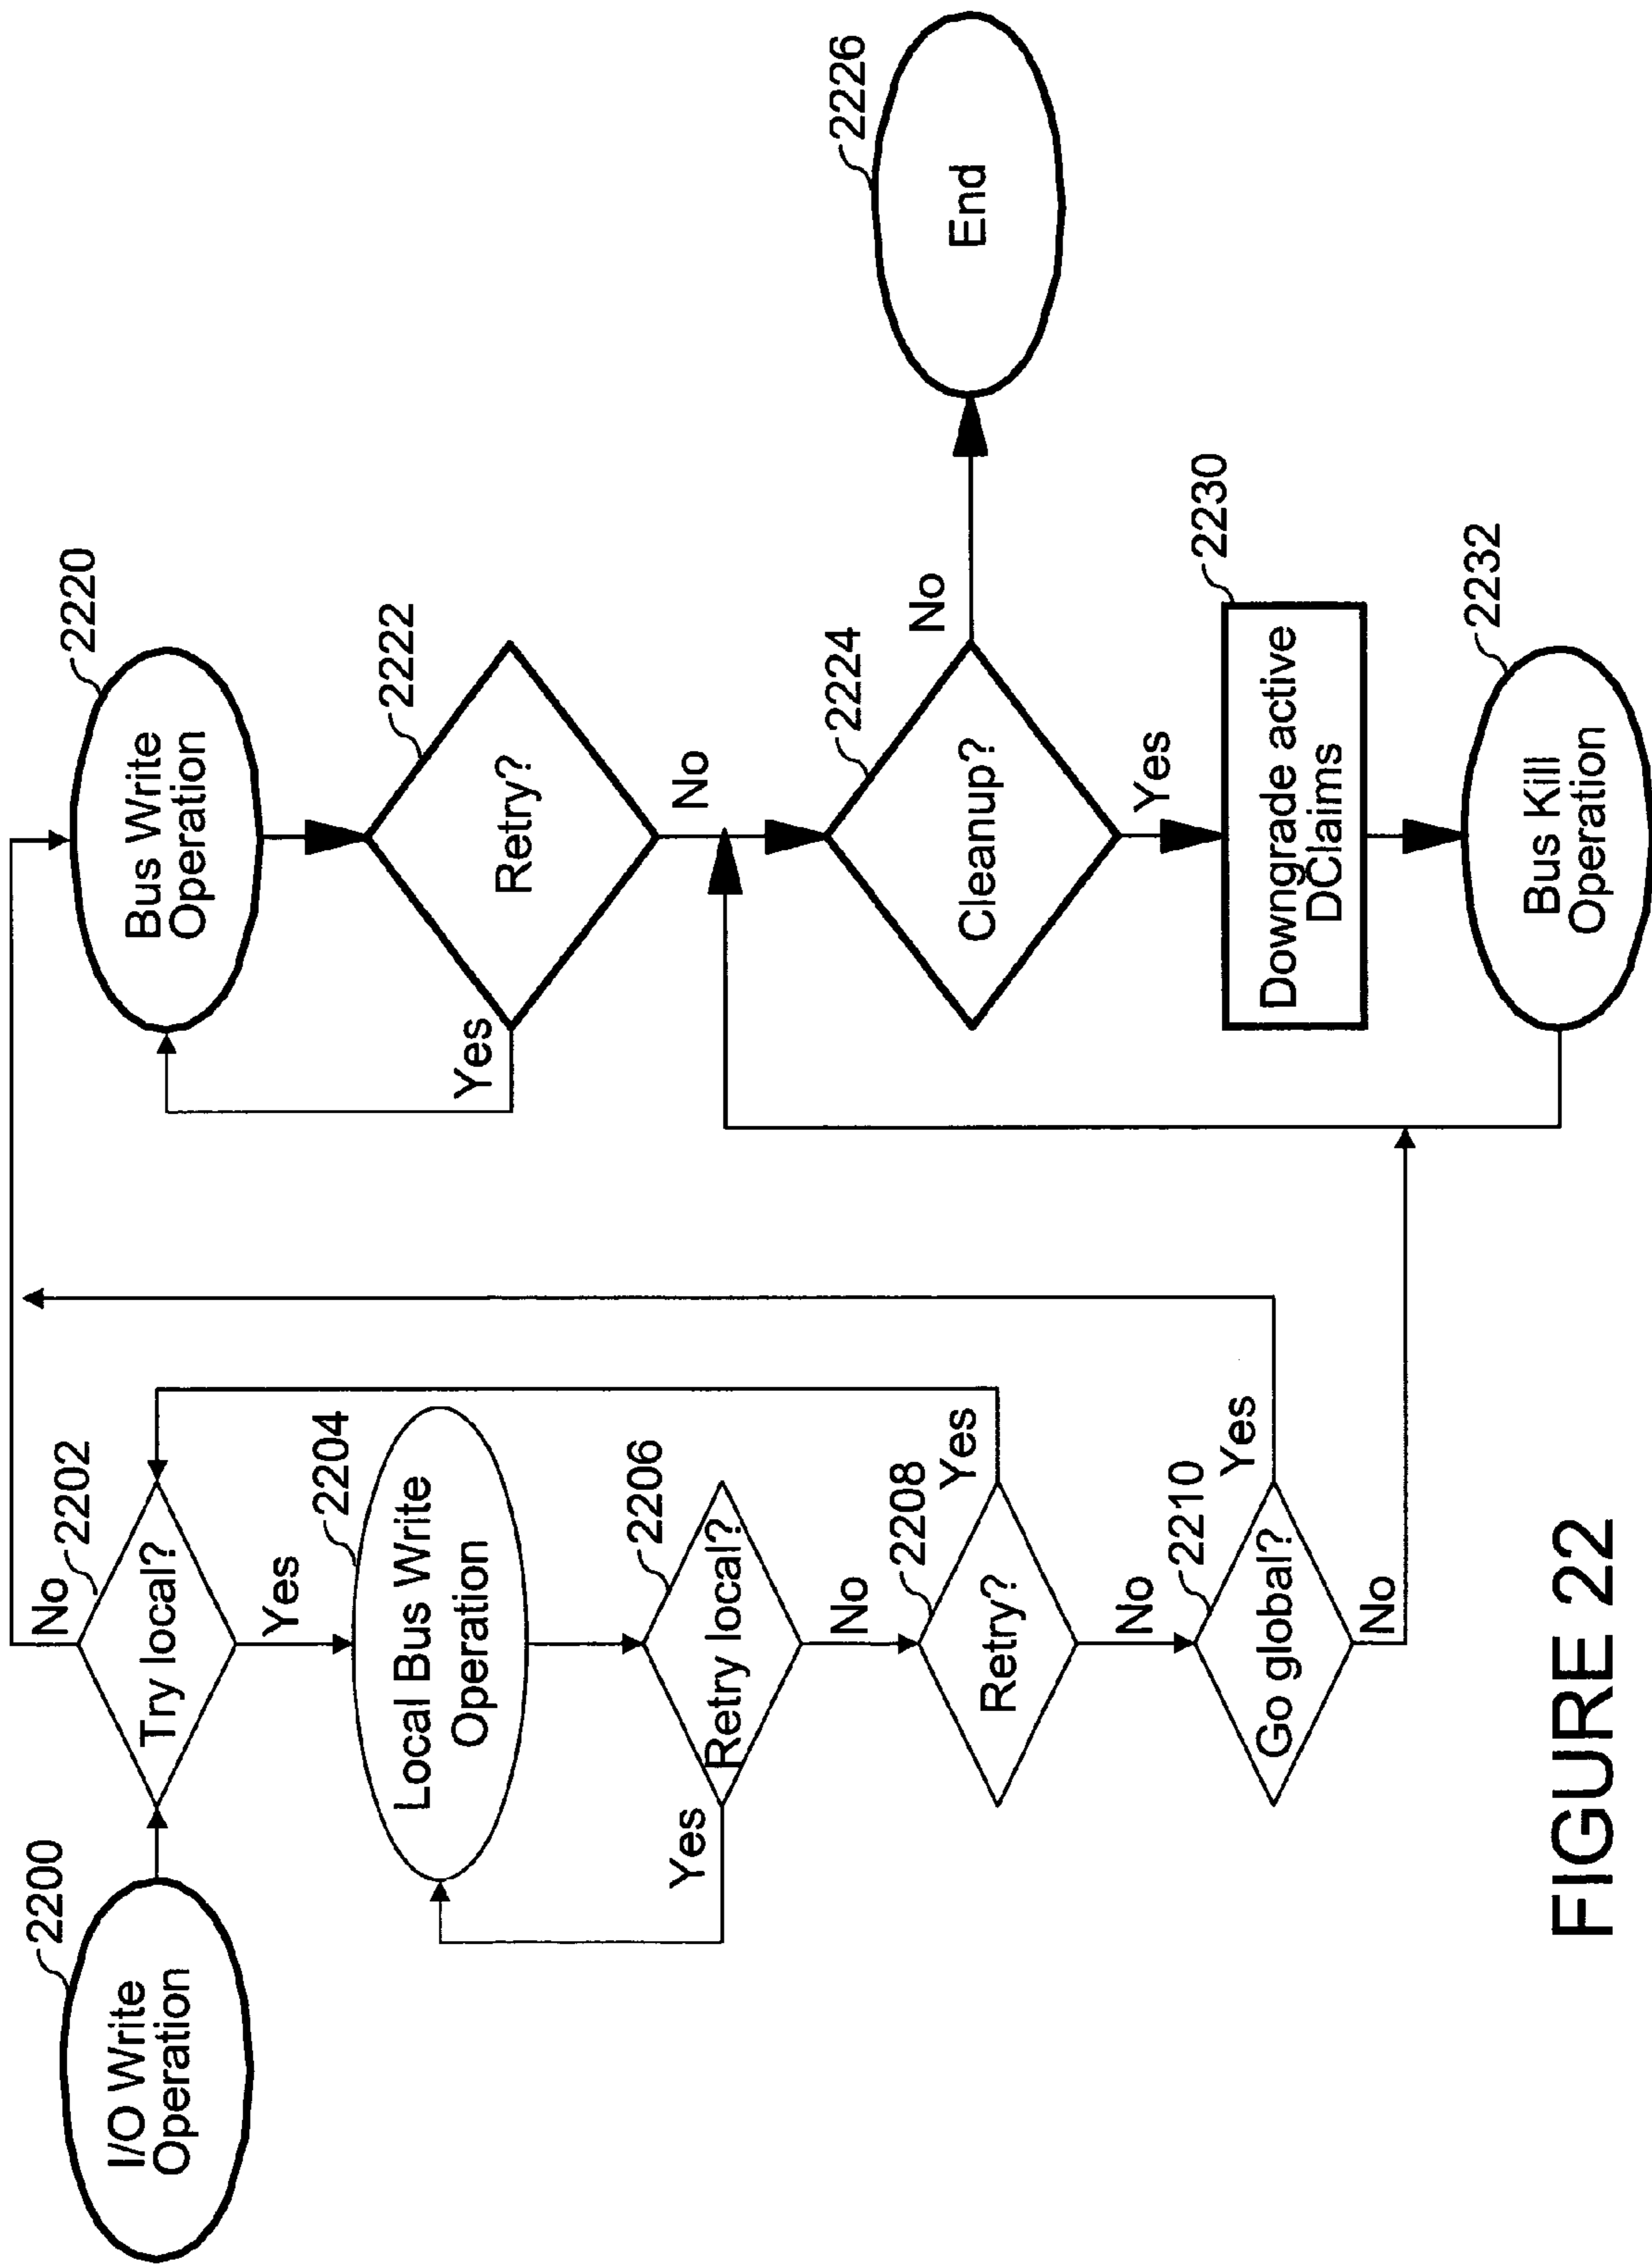 2200
I/O Write
Operation
No
2202
Try local?
Yes
2204
Local Bus Write
Operation
2206
Retry local?
Yes
No
2208
Retry?
Yes
No
2210
Go global?
Yes
No
2220
Bus Write
Operation
2222
Retry?
Yes
No
2224
Cleanup?
No
2226
End
Yes
2230
Downgrade active
DClaims
2232
Bus Kill
Operation
FIGURE 22